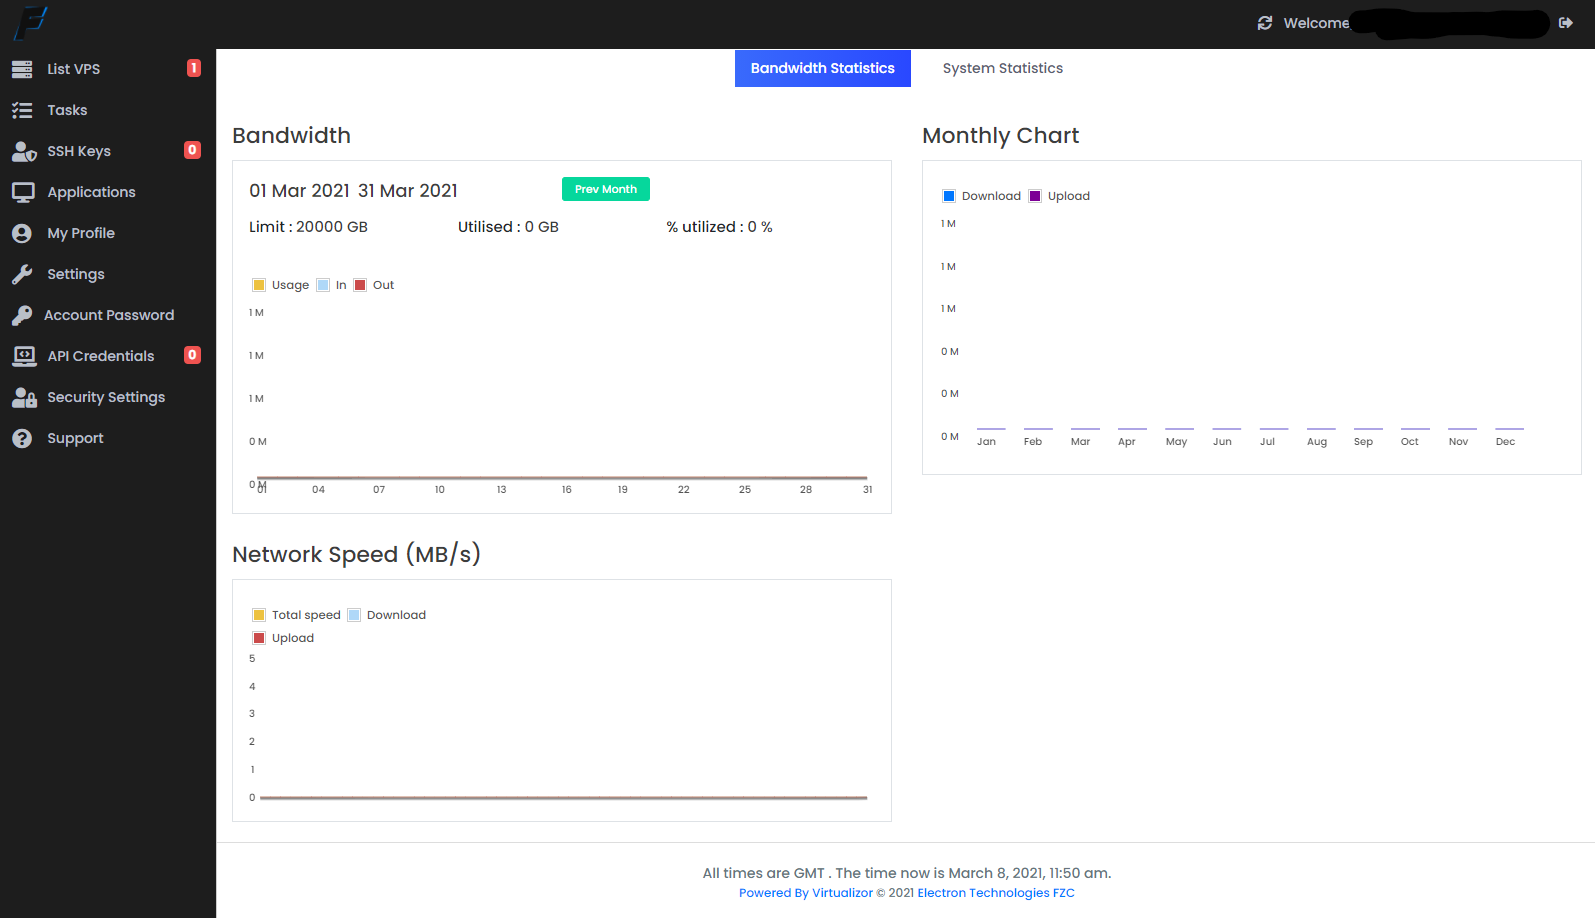 Welcome
List VPS 1
Tasks
SSH Keys 0
Applications
My Profile
Settings
Account Password
API Credentials 0
Security Settings
Support
Bandwidth Statistics System Statistics
Bandwidth
01 Mar 2021 31 Mar 2021 Prev Month
Limit : 20000 GB Utilised : 0 GB % utilized : 0 %
Usage In Out
1 M
1 M
1 M
0 M
0 M
01 04 07 10 13 16 19 22 25 28 31
Monthly Chart
Download Upload
1 M
1 M
1 M
0 M
0 M
0 M
Jan Feb Mar Apr May Jun Jul Aug Sep Oct Nov Dec
Network Speed (MB/s)
Total speed Download
Upload
5
4
3
2
1
0
All times are GMT . The time now is March 8, 2021, 11:50 am.
Powered By Virtualizor © 2021 Electron Technologies FZC